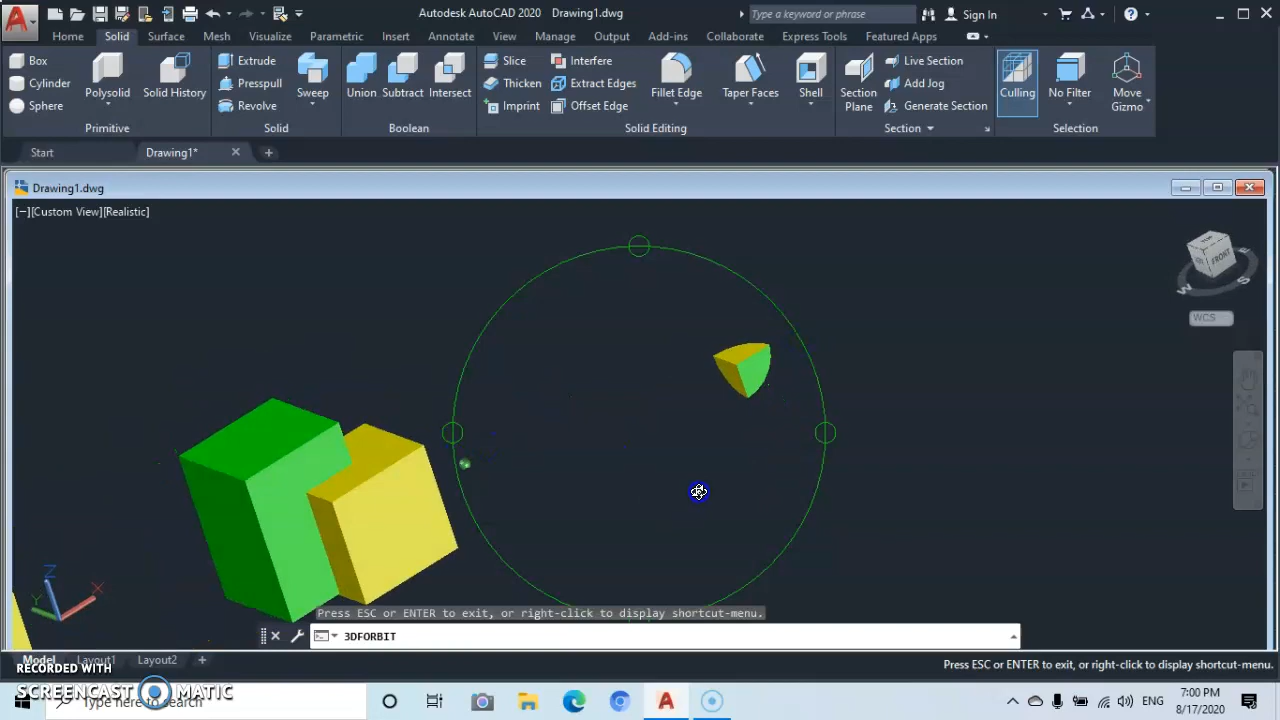 Autodesk AutoCAD 2020 Drawing1.dwg
Type a keyword or phrase
Sign In
Home Solid Surface Mesh Visualize Parametric Insert Annotate View Manage Output Add-ins Collaborate Express Tools Featured Apps
Box
Cylinder
Sphere
Polysolid
Solid History
Primitive
Extrude
Presspull
Revolve
Sweep
Solid
Union
Subtract
Intersect
Boolean
Slice
Thicken
Imprint
Interfere
Extract Edges
Offset Edge
Fillet Edge
Taper Faces
Shell
Solid Editing
Section
Plane
Live Section
Add Jog
Generate Section
Section
Culling
No Filter
Move
Gizmo
Selection
Start
Drawing1*
Drawing1.dwg
[−][Custom View][Realistic]
TOP
FRONT
W
S
WCS
Z
X
Y
Press ESC or ENTER to exit, or right-click to display shortcut-menu.
3DFORBIT
Model Layout1 Layout2
Press ESC or ENTER to exit, or right-click to display shortcut-menu.
RECORDED WITH
SCREENCAST MATIC
Type here to search
ENG
7:00 PM
8/17/2020